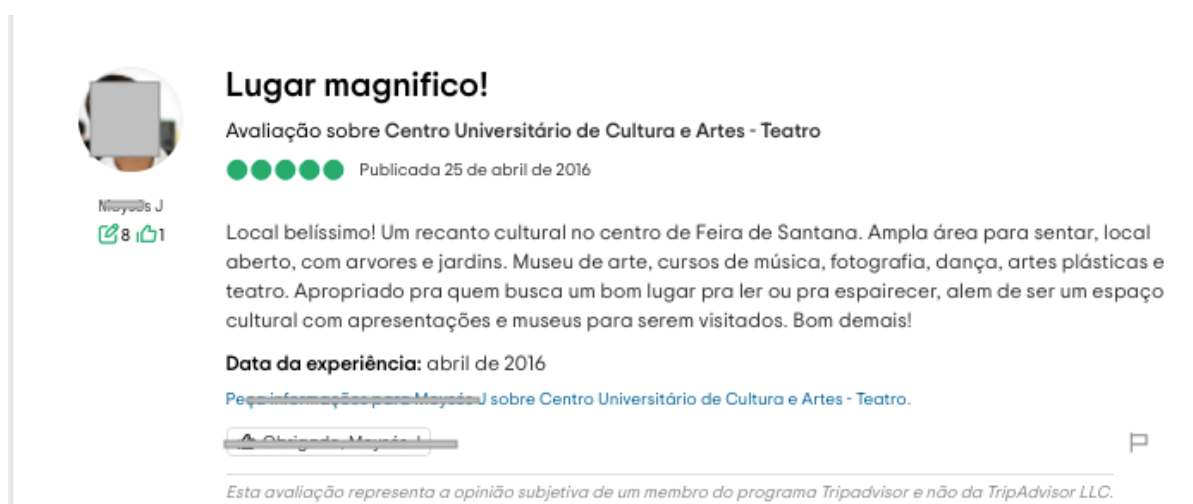 Lugar magnifico!
Avaliação sobre Centro Universitário de Cultura e Artes - Teatro
Publicada 25 de abril de 2016
J
8 1
Local belíssimo! Um recanto cultural no centro de Feira de Santana. Ampla área para sentar, local
aberto, com arvores e jardins. Museu de arte, cursos de música, fotografia, dança, artes plásticas e
teatro. Apropriado pra quem busca um bom lugar pra ler ou pra espairecer, alem de ser um espaço
cultural com apresentações e museus para serem visitados. Bom demais!
Data da experiência: abril de 2016
Peça informações para J sobre Centro Universitário de Cultura e Artes - Teatro.
Esta avaliação representa a opinião subjetiva de um membro do programa Tripadvisor e não da TripAdvisor LLC.